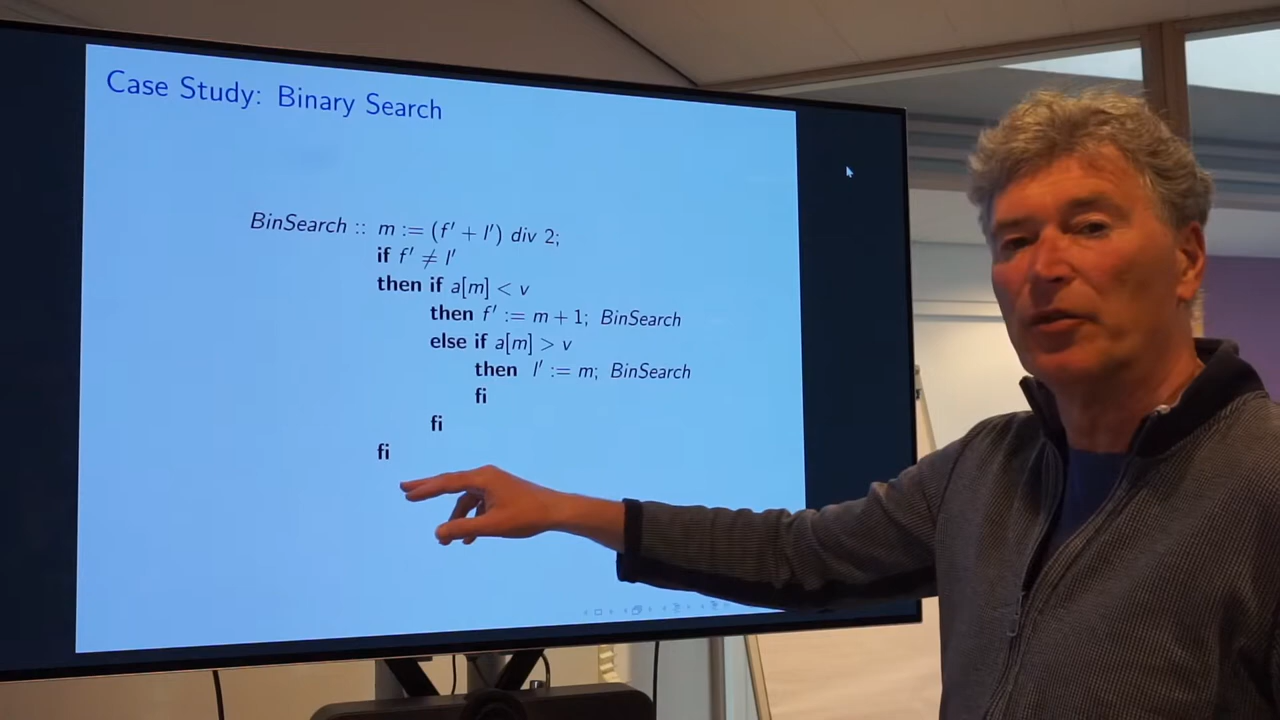 Case Study: Binary Search
BinSearch :: m := (f′ + l′) div 2;
if f′ ≠ l′
then if a[m] < v
then f′ := m + 1; BinSearch
else if a[m] > v
then l′ := m; BinSearch
fi
fi
fi